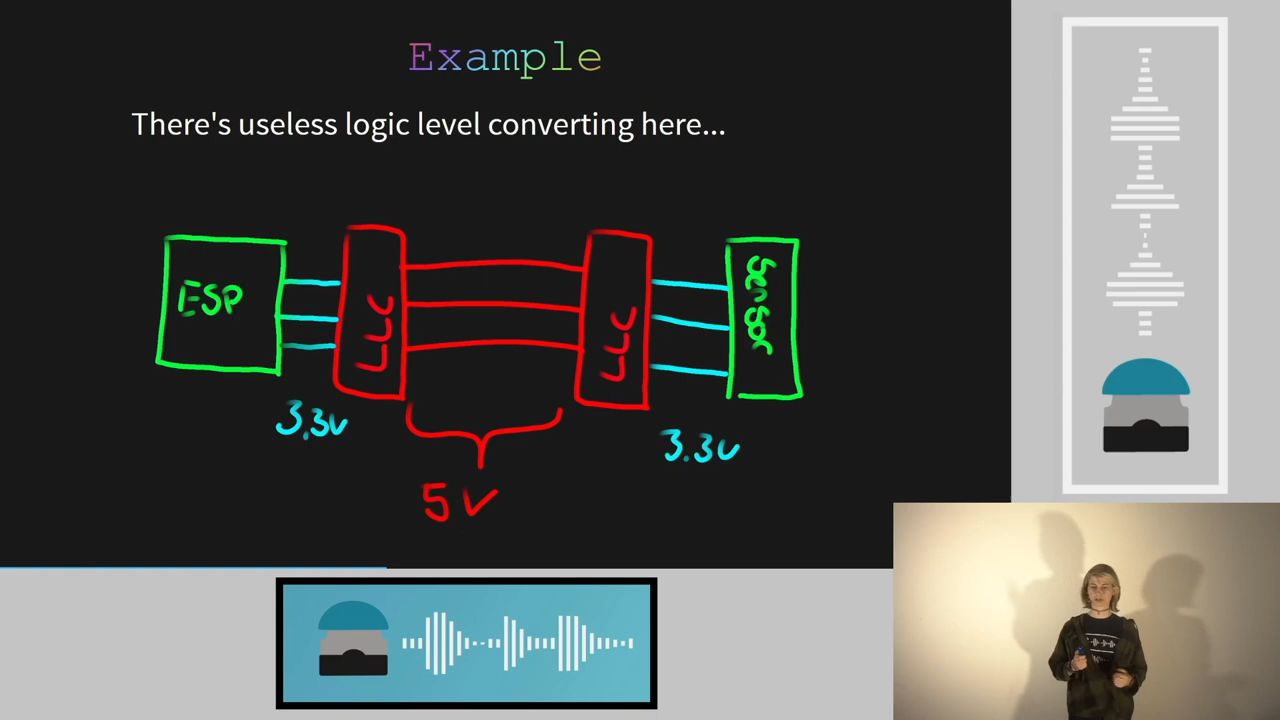 Example
There's useless logic level converting here...
ESP
LLC
LLC
Sensor
3.3V
3.3V
5V